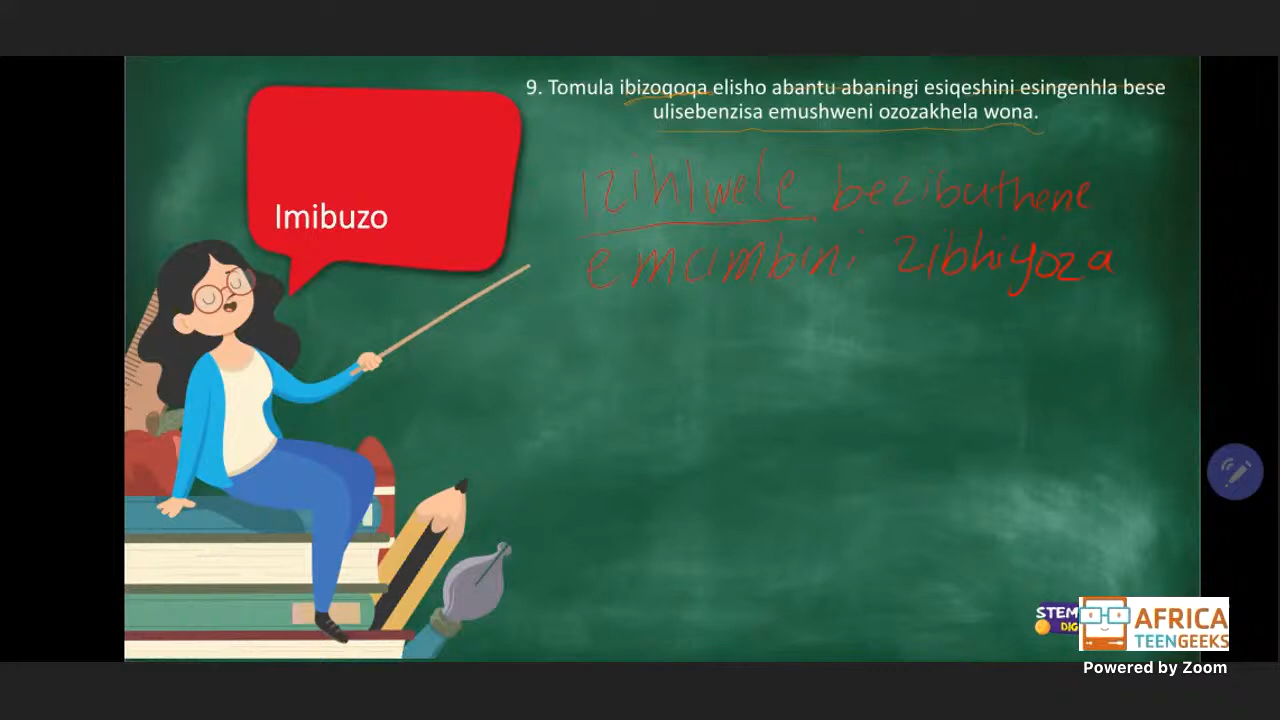 9. Tomula ibizoqoqa elisho abantu abaningi esiqeshini esingenhla bese
ulisebenzisa emushweni ozozakhela wona.
Izihlwele bezibuthene
emcimbini zibhiyoza
Imibuzo
STEM
DIG
AFRICA
TEENGEEKS
Powered by Zoom